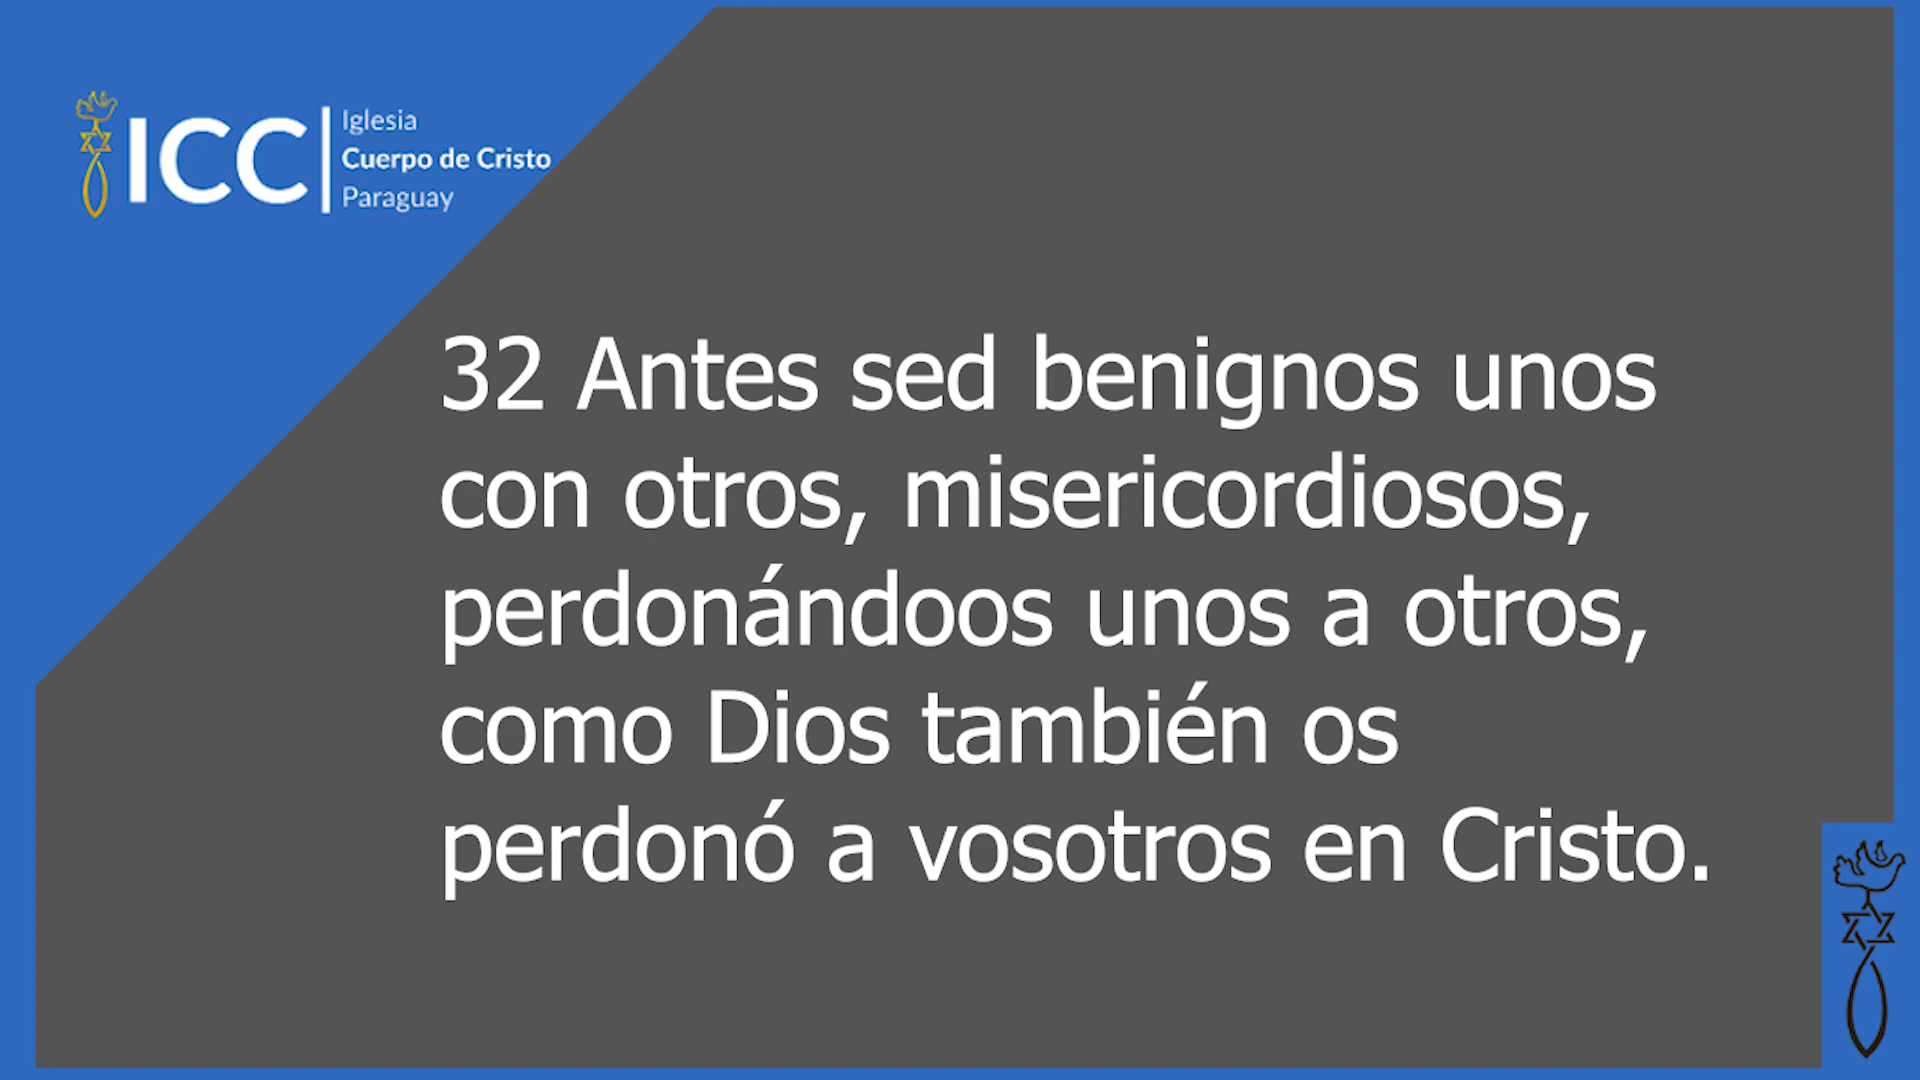 ICC
Iglesia
Cuerpo de Cristo
Paraguay
32 Antes sed benignos unos
con otros, misericordiosos,
perdonándoos unos a otros,
como Dios también os
perdonó a vosotros en Cristo.